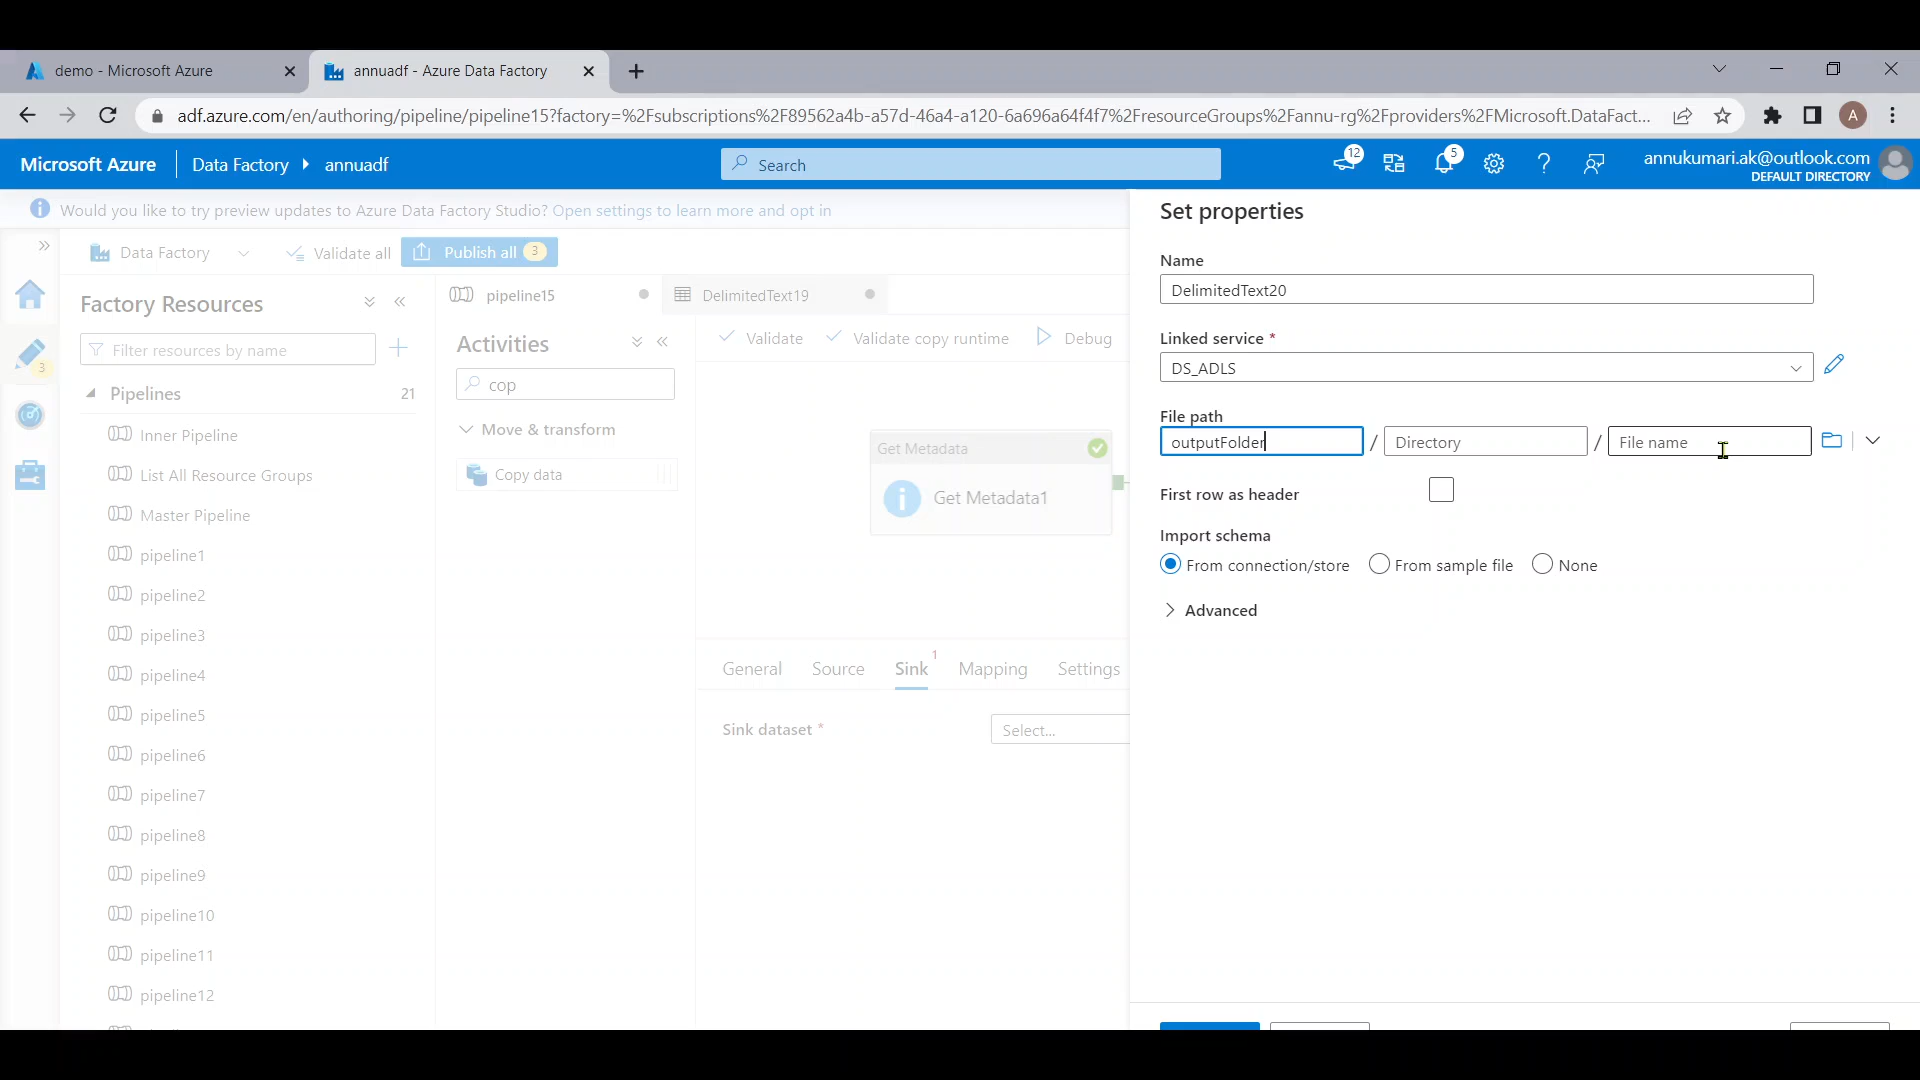 demo - Microsoft Azure
annuadf - Azure Data Factory
adf.azure.com/en/authoring/pipeline/pipeline15?factory=%2Fsubscriptions%2F89562a4b-a57d-46a4-a120-6a696a64f4f7%2FresourceGroups%2Fannu-rg%2Fproviders%2FMicrosoft.DataFact...
A
Microsoft Azure
Data Factory
annuadf
Search
12
5
annukumari.ak@outlook.com
DEFAULT DIRECTORY
Would you like to try preview updates to Azure Data Factory Studio? Open settings to learn more and opt in
Data Factory
Validate all
Publish all 3
3
Factory Resources
Filter resources by name
Pipelines
21
Inner Pipeline
List All Resource Groups
Master Pipeline
pipeline1
pipeline2
pipeline3
pipeline4
pipeline5
pipeline6
pipeline7
pipeline8
pipeline9
pipeline10
pipeline11
pipeline12
pipeline15
DelimitedText19
Activities
cop
Move & transform
Copy data
Validate
Validate copy runtime
Debug
Get Metadata
Get Metadata1
General
Source
Sink 1
Mapping
Settings
Sink dataset *
Select...
Set properties
Name
DelimitedText20
Linked service *
DS_ADLS
File path
outputFolder / Directory / File name
First row as header
Import schema
From connection/store
From sample file
None
Advanced